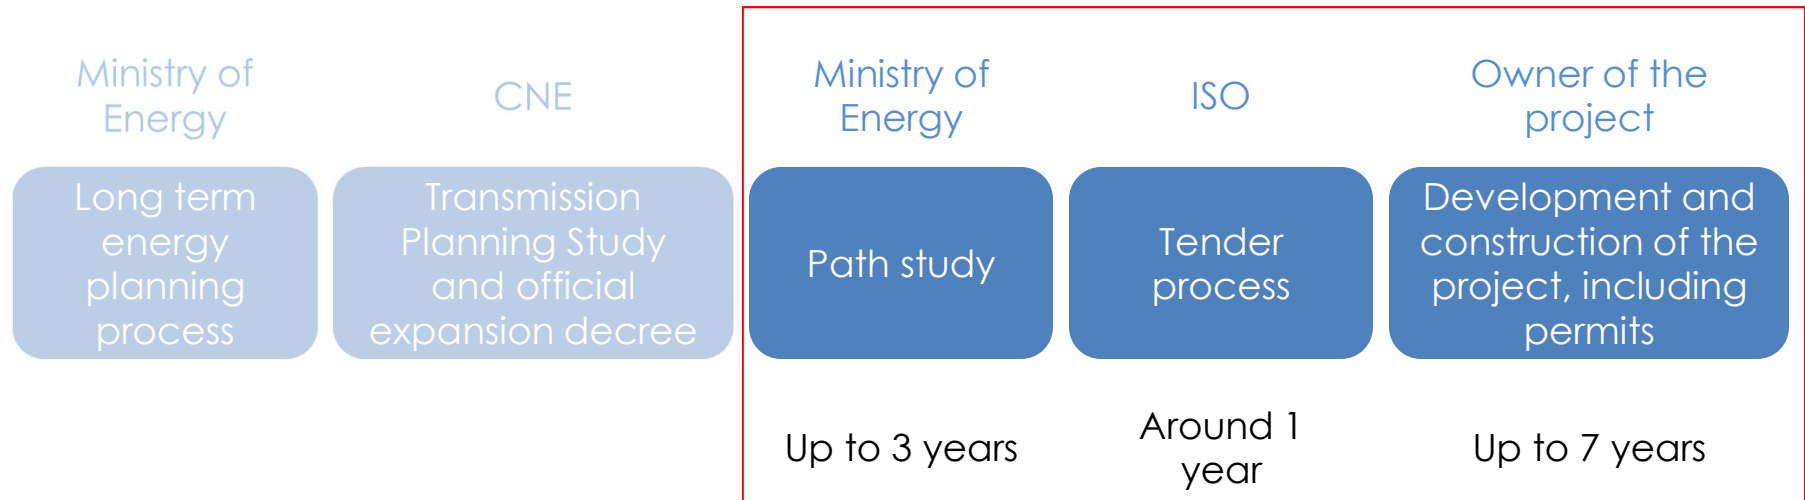 Ministry of
Energy
CNE
Ministry of
Energy
ISO
Owner of the
project
Long term
energy
planning
process
Transmission
Planning Study
and official
expansion decree
Path study
Tender
process
Development and
construction of the
project, including
permits
Up to 3 years
Around 1
year
Up to 7 years